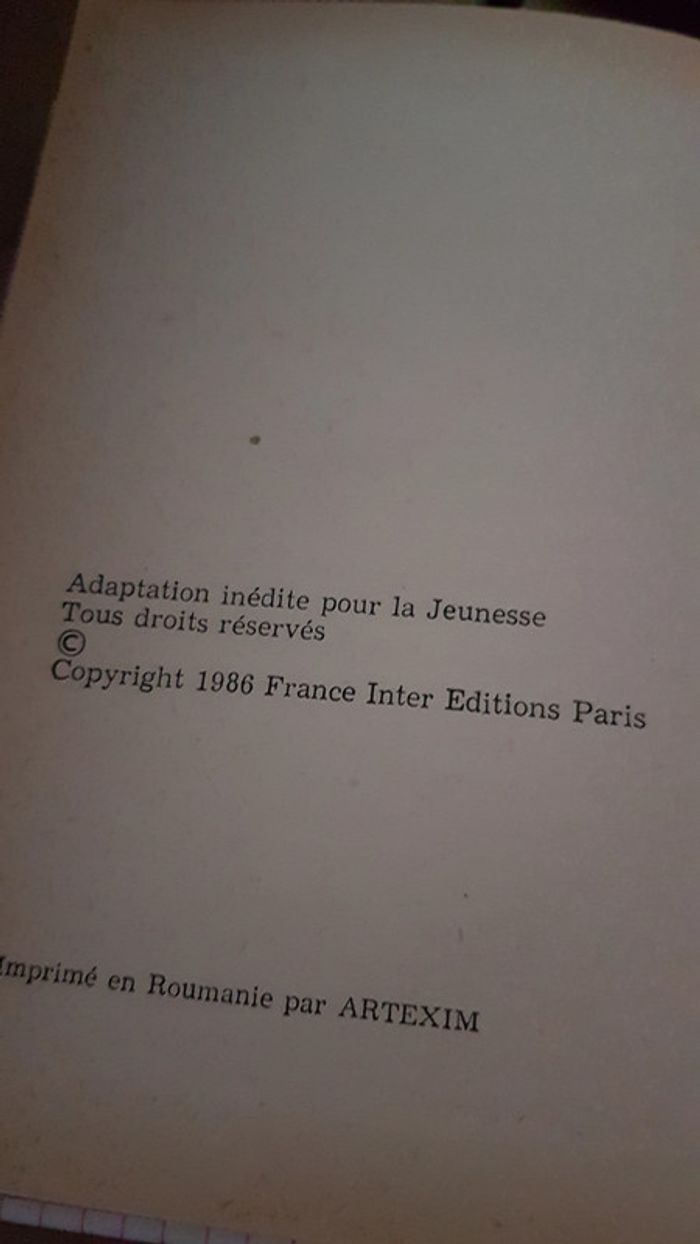 Adaptation inédite pour la Jeunesse
Tous droits réservés
©
Copyright 1986 France Inter Editions Paris
Imprimé en Roumanie par ARTEXIM